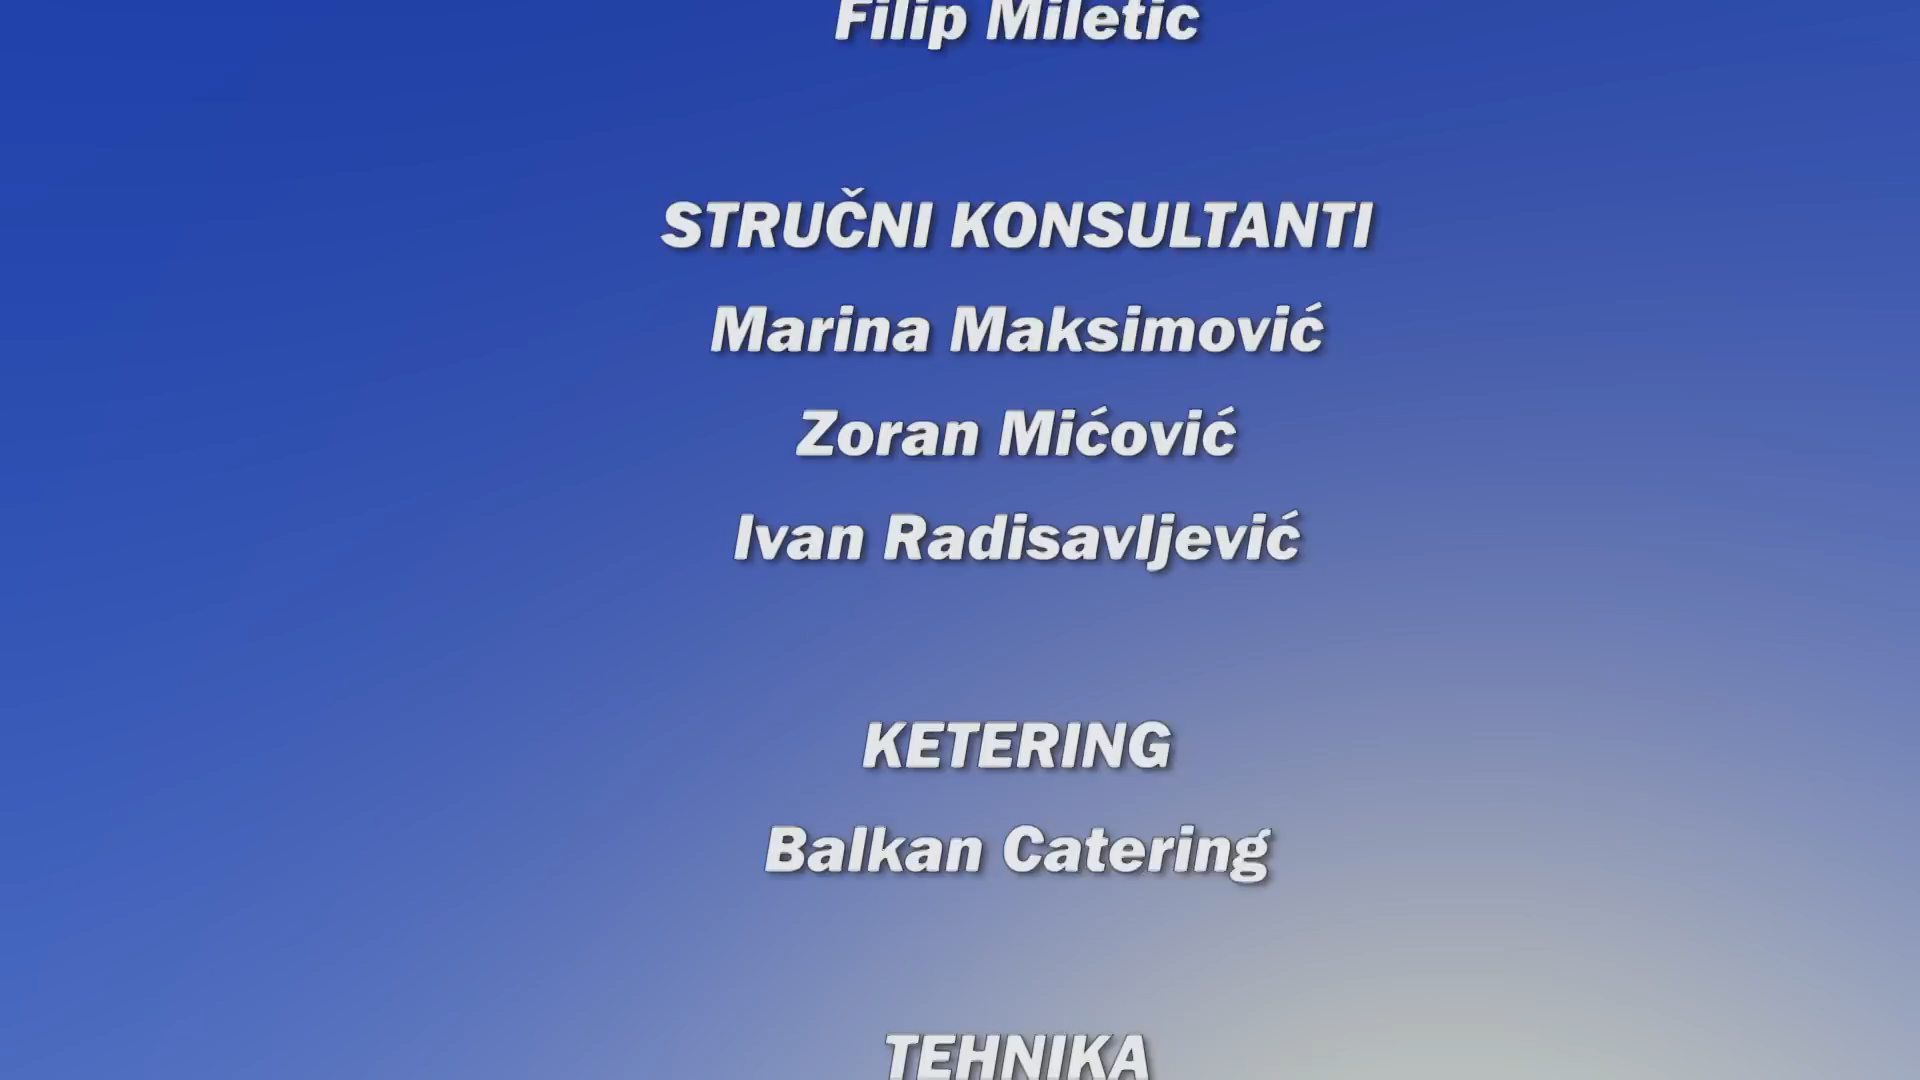 Filip Miletic
STRUČNI KONSULTANTI
Marina Maksimović
Zoran Mićović
Ivan Radisavljević
KETERING
Balkan Catering
TEHNIKA